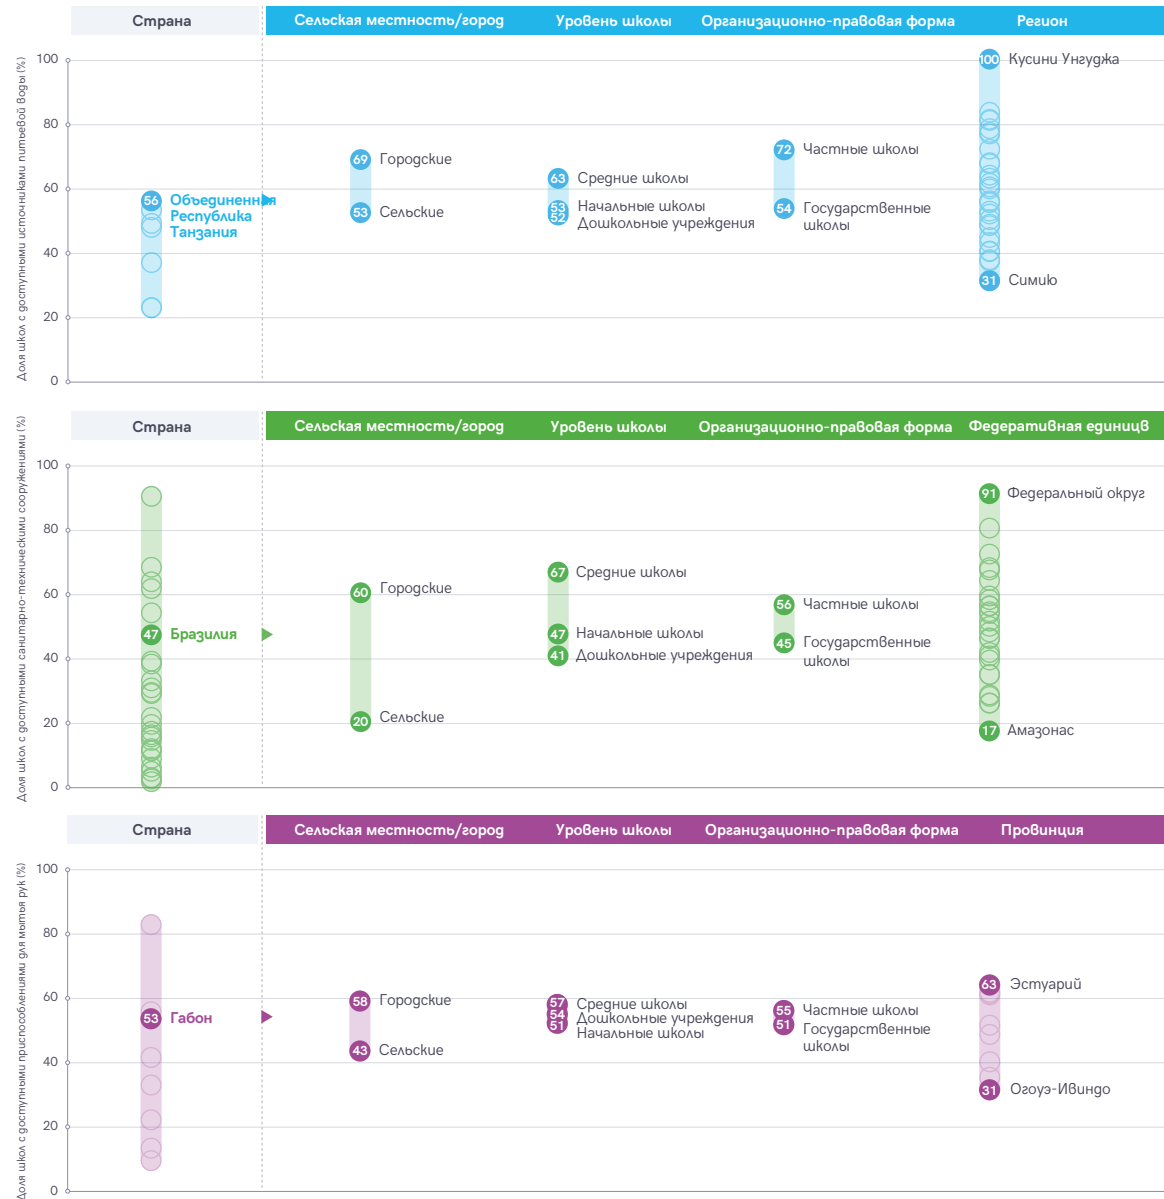 Страна
Сельская местность/город
Уровень школы
Организационно-правовая форма
Регион
Доля школ с доступными источниками питьевой воды (%)
100
80
60
40
20
0
56
Объединенная
Республика
Танзания
69
Городские
53
Сельские
63
Средние школы
53
Начальные школы
52
Дошкольные учреждения
72
Частные школы
54
Государственные
школы
100
Кусини Унгуджа
31
Симию
Страна
Сельская местность/город
Уровень школы
Организационно-правовая форма
Федеративная единицв
Доля школ с доступными санитарно-техническими сооружениями (%)
100
80
60
40
20
0
47
Бразилия
60
Городские
20
Сельские
67
Средние школы
47
Начальные школы
41
Дошкольные учреждения
56
Частные школы
45
Государственные
школы
91
Федеральный округ
17
Амазонас
Страна
Сельская местность/город
Уровень школы
Организационно-правовая форма
Провинция
Доля школ с доступными приспособлениями для мытья рук (%)
100
80
60
40
20
0
53
Габон
58
Городские
43
Сельские
57
Средние школы
54
Дошкольные учреждения
51
Начальные школы
55
Частные школы
51
Государственные
школы
63
Эстуарий
31
Огоуэ-Ивиндо